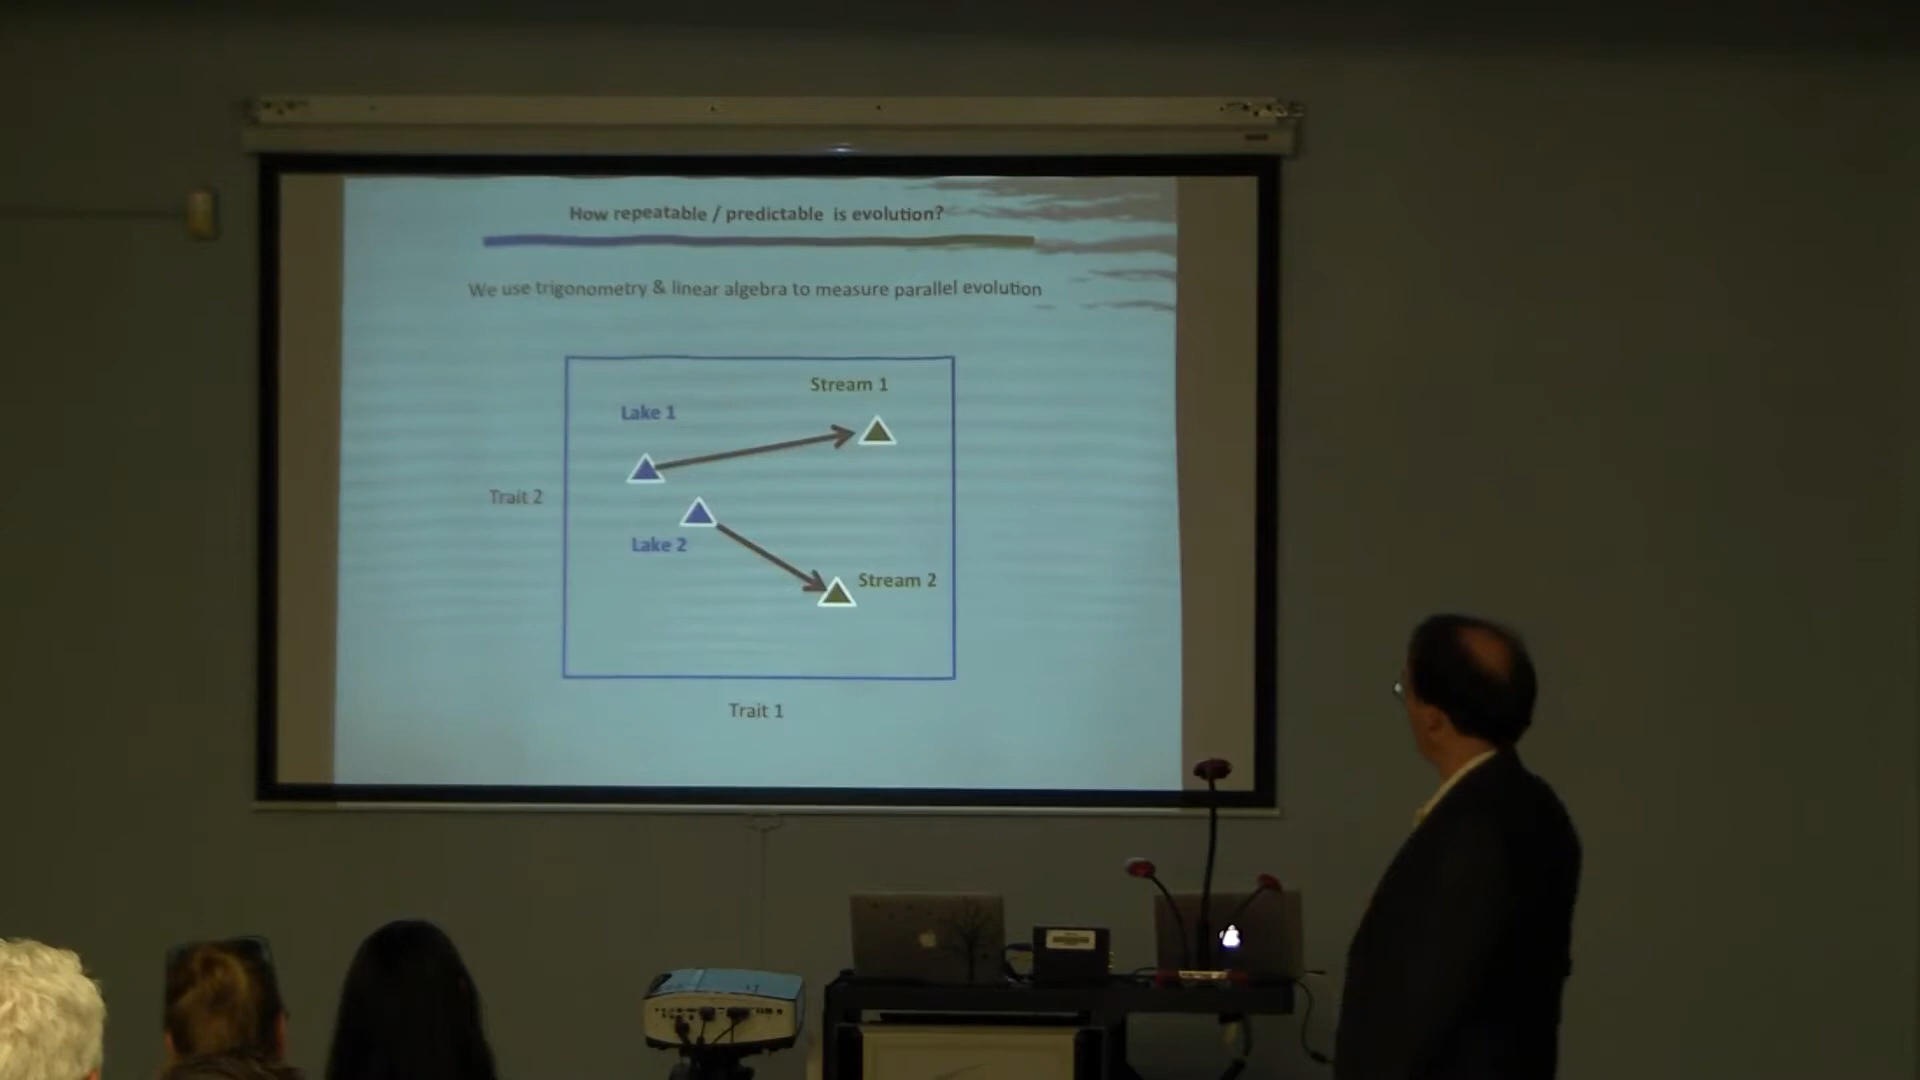 How repeatable / predictable is evolution?
We use trigonometry & linear algebra to measure parallel evolution
Stream 1
Lake 1
Trait 2
Lake 2
Stream 2
Trait 1